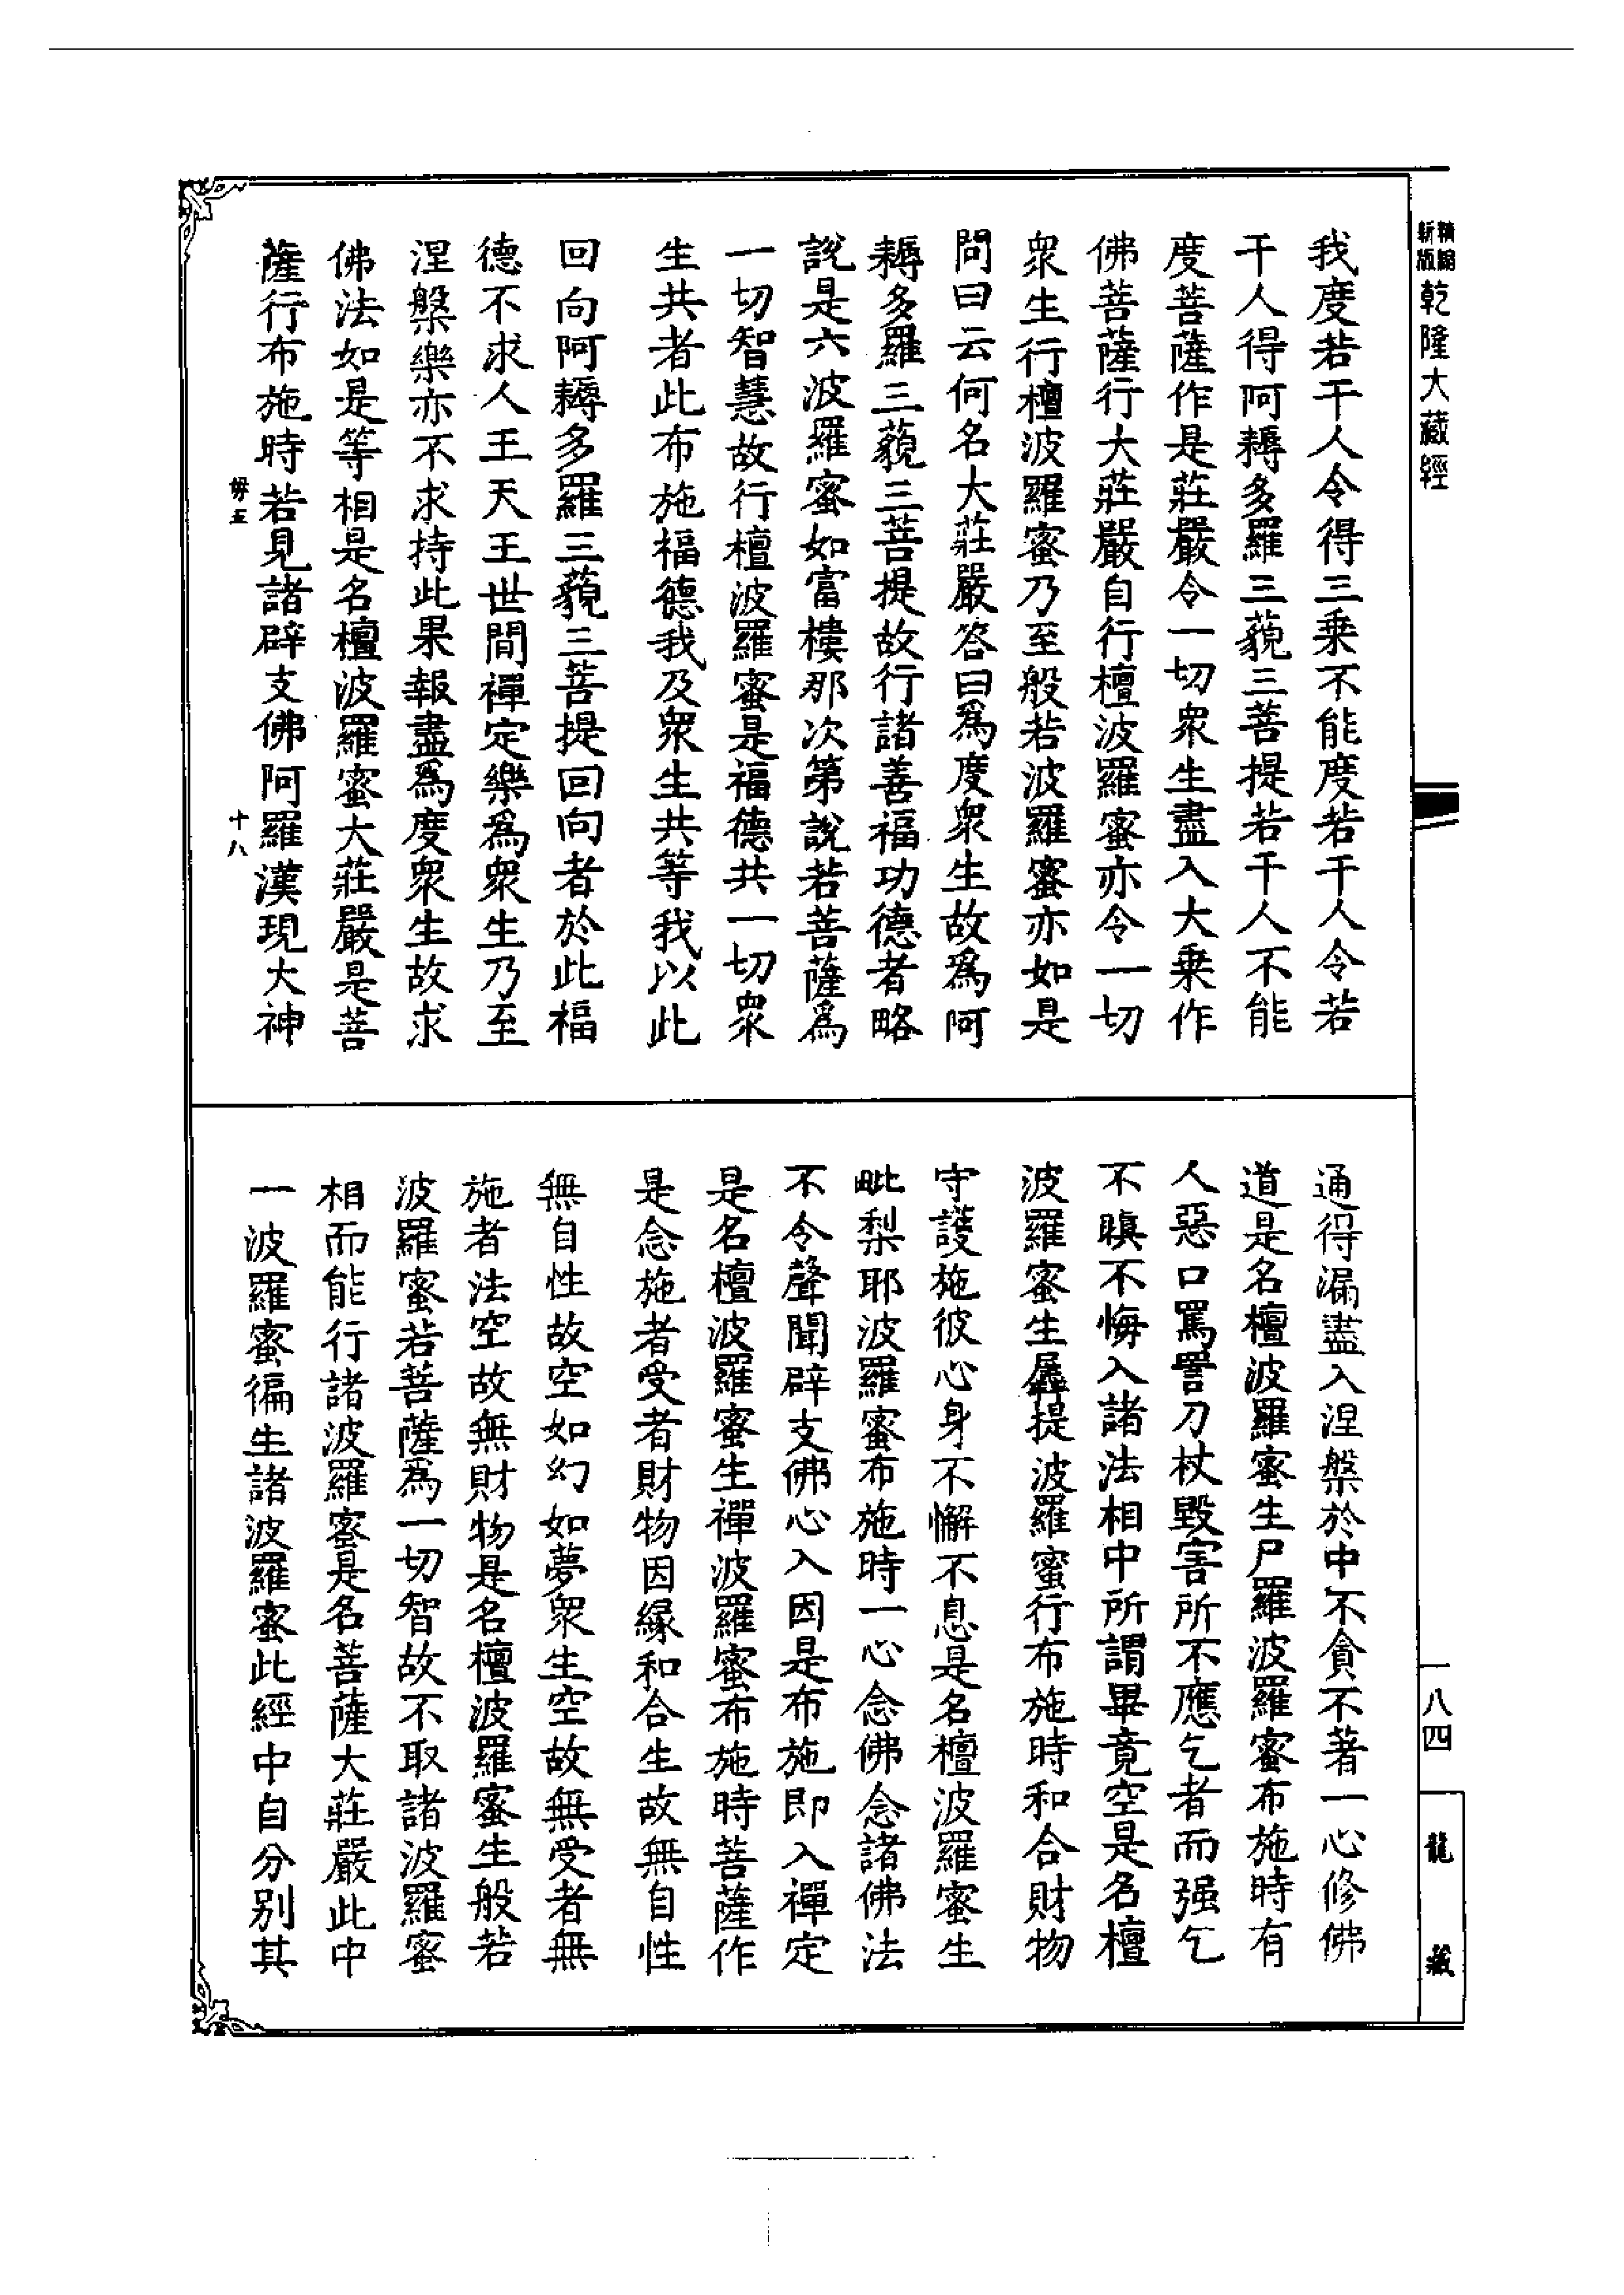 新版
精縮
乾隆大藏經
我度若干人令得三乘不能度若干人令若
干人得阿耨多羅三藐三菩提若干人不能
度菩薩作是莊嚴令一切衆生盡入大乘作
佛菩薩行大莊嚴自行檀波羅蜜亦令一切
衆生行檀波羅蜜乃至般若波羅蜜亦如是
問曰云何名大莊嚴答曰爲度衆生故爲阿
耨多羅三藐三菩提故行諸善福功德者略
說是六波羅蜜如富樓那次第說若菩薩爲
一切智慧故行檀波羅蜜是福德共一切衆
生共者此布施福德我及衆生共等我以此
回向阿耨多羅三藐三菩提回向者於此福
德不求人王天王世間禪定樂爲衆生乃至
涅槃樂亦不求持此果報盡爲度衆生故求
佛法如是等相是名檀波羅蜜大莊嚴是菩
薩行布施時若見諸辟支佛阿羅漢現大神
十八
通得漏盡入涅槃於中不貪不著一心修佛
道是名檀波羅蜜生尸羅波羅蜜布施時有
人惡口罵詈刀杖毀害所不應乞者而强乞
不瞋不悔入諸法相中所謂畢竟空是名檀
波羅蜜生羼提波羅蜜行布施時和合財物
守護施彼心身不懈不息是名檀波羅蜜生
毗梨耶波羅蜜布施時一心念佛念諸佛法
不令聲聞辟支佛心入因是布施即入禪定
是名檀波羅蜜生禪波羅蜜布施時菩薩作
是念施者受者財物因緣和合生故無自性
無自性故空如幻如夢衆生空故無受者無
施者法空故無財物是名檀波羅蜜生般若
波羅蜜若菩薩爲一切智故不取諸波羅蜜
相而能行諸波羅蜜是名菩薩大莊嚴此中
一波羅蜜徧生諸波羅蜜此經中自分別其
一八四
龍藏